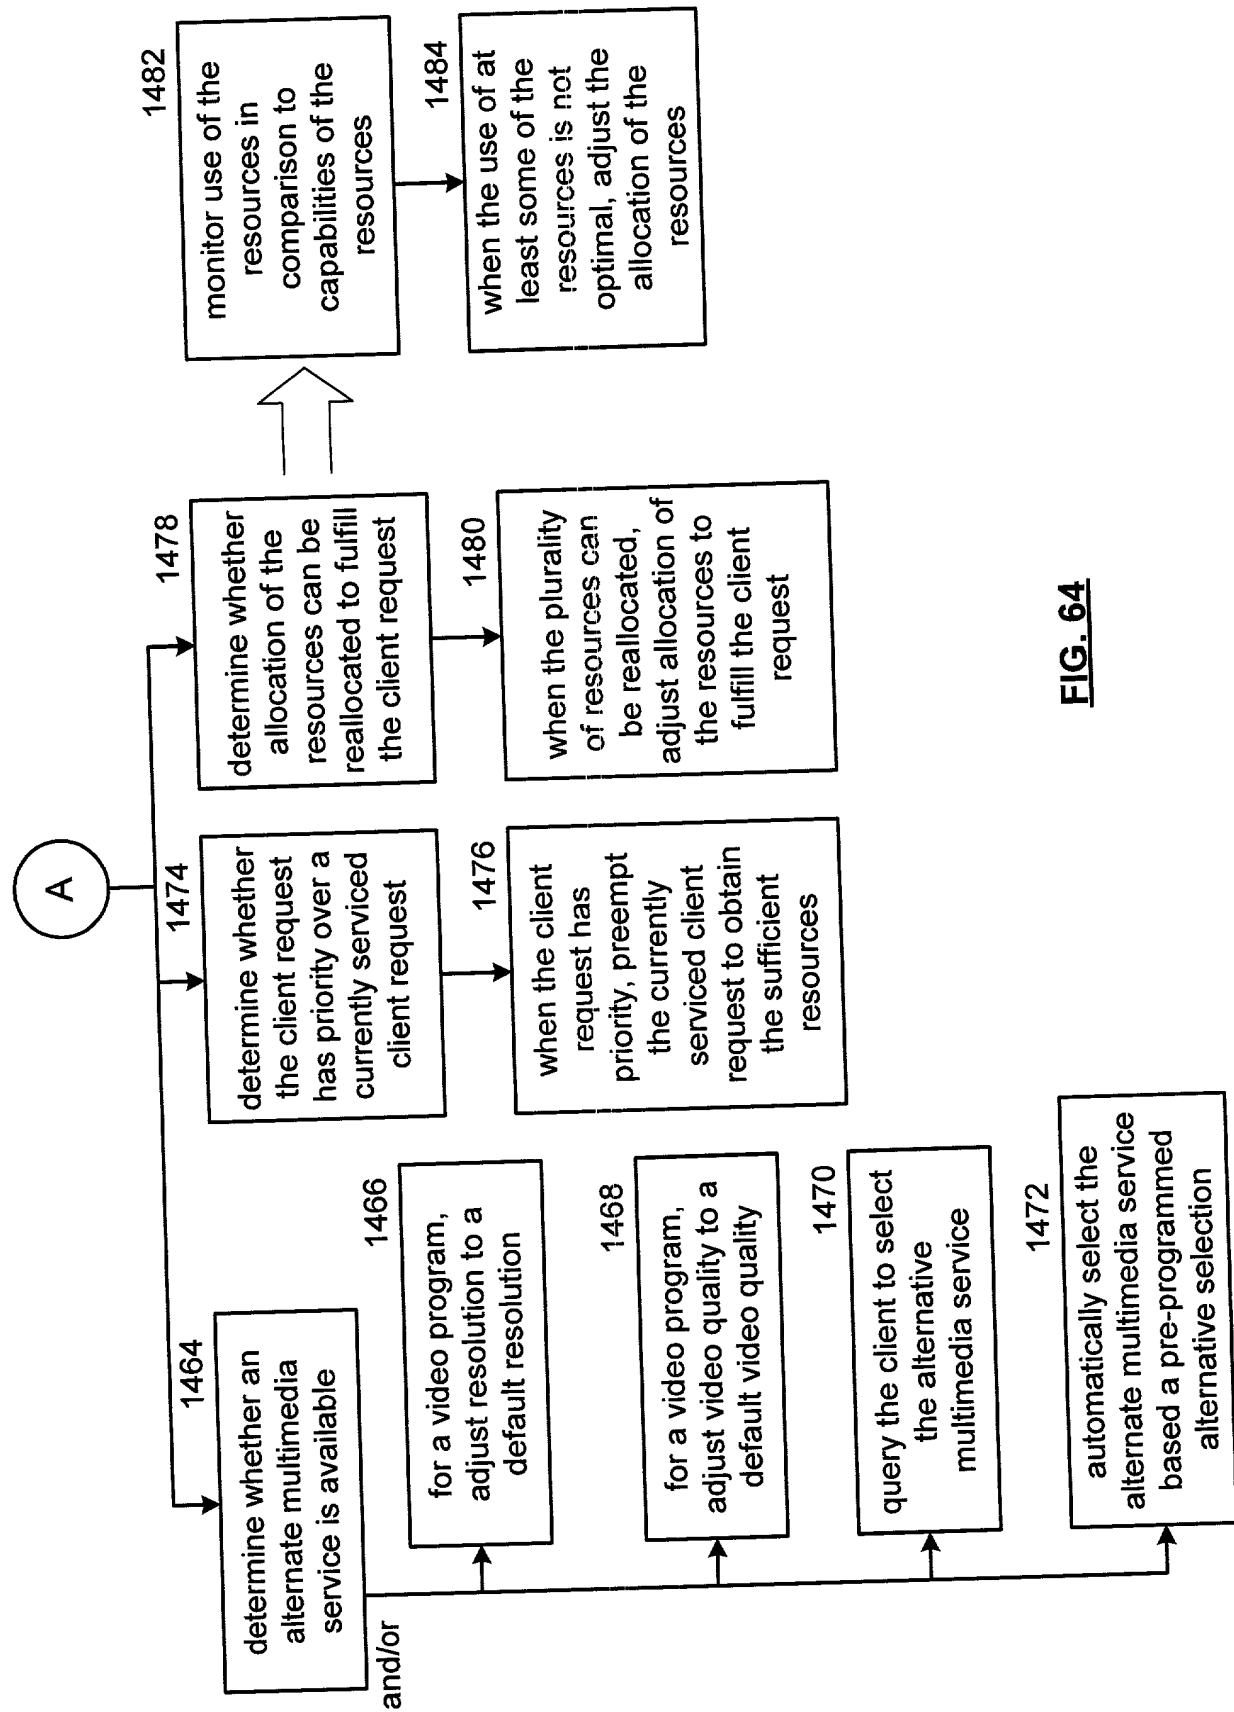 A
1464
determine whether an
alternate multimedia
service is available
and/or
1466
for a video program,
adjust resolution to a
default resolution
1468
for a video program,
adjust video quality to a
default video quality
1470
query the client to select
the alternative
multimedia service
1472
automatically select the
alternate multimedia service
based a pre-programmed
alternative selection
1474
determine whether
the client request
has priority over a
currently serviced
client request
1476
when the client
request has
priority, preempt
the currently
serviced client
request to obtain
the sufficient
resources
1478
determine whether
allocation of the
resources can be
reallocated to fulfill
the client request
1480
when the plurality
of resources can
be reallocated,
adjust allocation of
the resources to
fulfill the client
request
1482
monitor use of the
resources in
comparison to
capabilities of the
resources
1484
when the use of at
least some of the
resources is not
optimal, adjust the
allocation of the
resources
FIG. 64